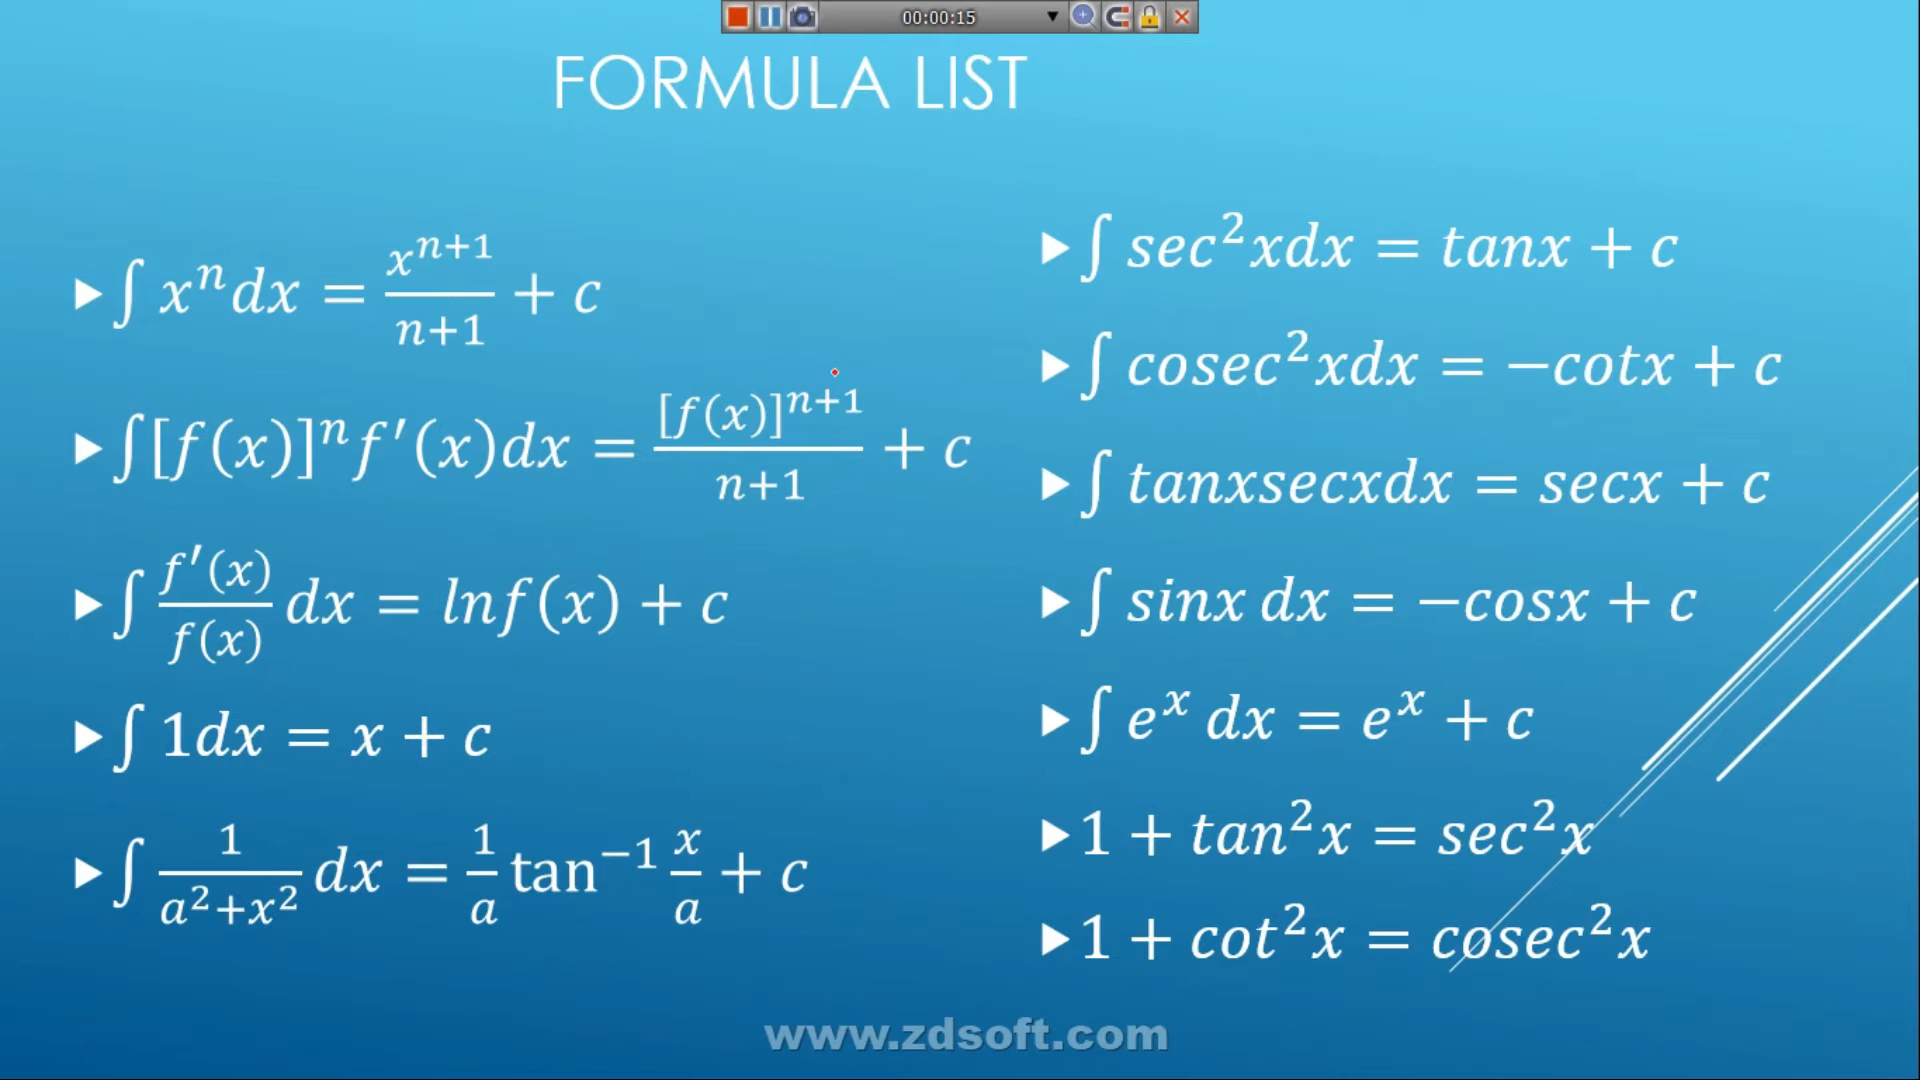 00:00:15
FORMULA LIST
∫ xⁿdx = xⁿ⁺¹/n+1 + c
∫[f(x)]ⁿf′(x)dx = [f(x)]ⁿ⁺¹/n+1 + c
∫ f′(x)/f(x) dx = lnf(x) + c
∫ 1dx = x + c
∫ 1/a²+x² dx = 1/a tan⁻¹ x/a + c
∫ sec²xdx = tanx + c
∫ cosec²xdx = −cotx + c
∫ tanxsecxdx = secx + c
∫ sinx dx = −cosx + c
∫ eˣ dx = eˣ + c
1 + tan²x = sec²x
1 + cot²x = cosec²x
www.zdsoft.com